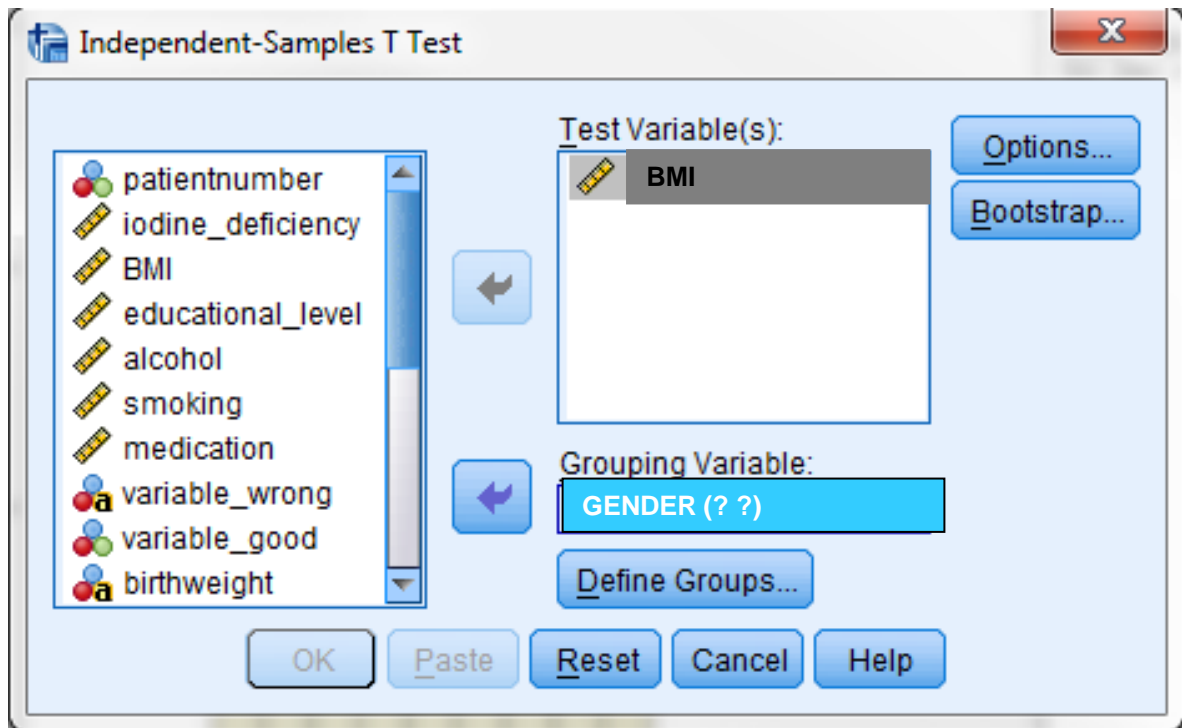 Independent-Samples T Test
patientnumber
iodine_deficiency
BMI
educational_level
alcohol
smoking
medication
variable_wrong
variable_good
birthweight
Test Variable(s):
BMI
Grouping Variable:
GENDER (? ?)
Define Groups...
Options...
Bootstrap...
OK Paste Reset Cancel Help